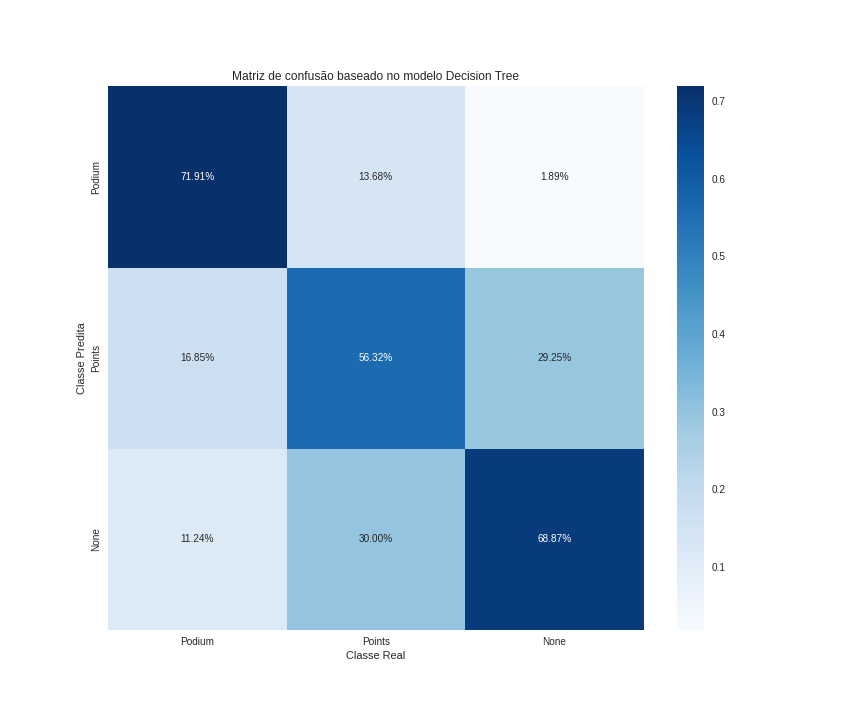 Matriz de confusão baseado no modelo Decision Tree
Classe Predita
Podium
71.91% 13.68% 1.89%
Points
16.85% 56.32% 29.25%
None
11.24% 30.00% 68.87%
Podium Points None
Classe Real
0.7
0.6
0.5
0.4
0.3
0.2
0.1